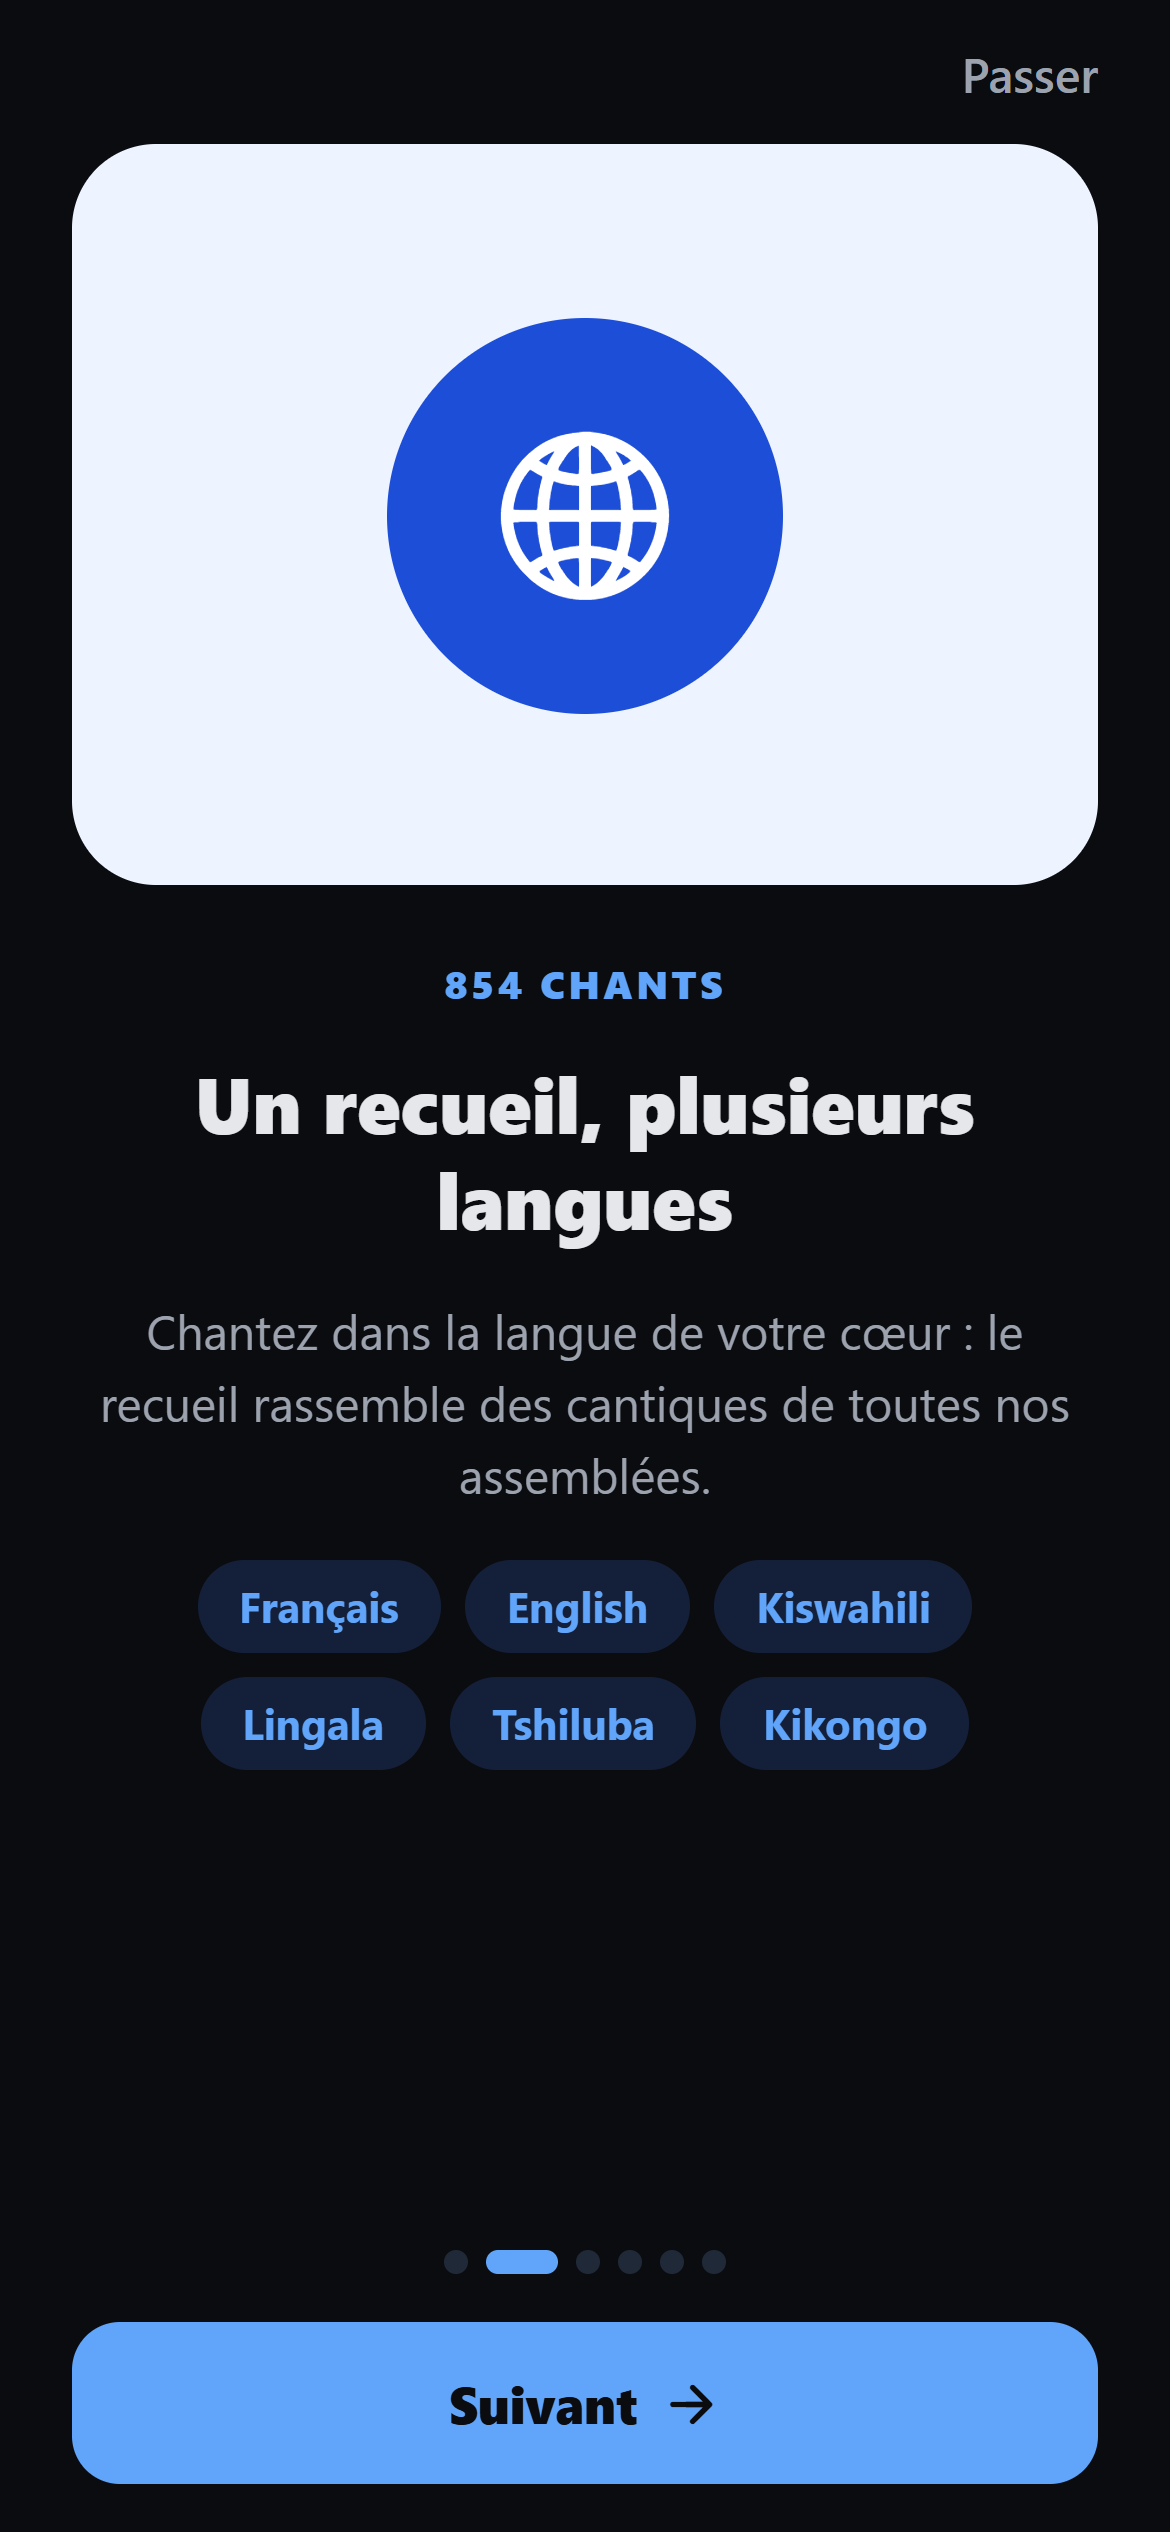 Passer
854 CHANTS
Un recueil, plusieurs
langues
Chantez dans la langue de votre cœur : le
recueil rassemble des cantiques de toutes nos
assemblées.
Français English Kiswahili
Lingala Tshiluba Kikongo
Suivant →